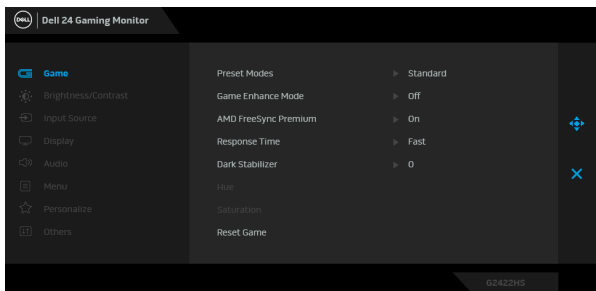 DELL
Dell 24 Gaming Monitor
Game
Brightness/Contrast
Input Source
Display
Audio
Menu
Personalize
Others
Preset Modes Standard
Game Enhance Mode Off
AMD FreeSync Premium On
Response Time Fast
Dark Stabilizer 0
Hue
Saturation
Reset Game
G2422HS